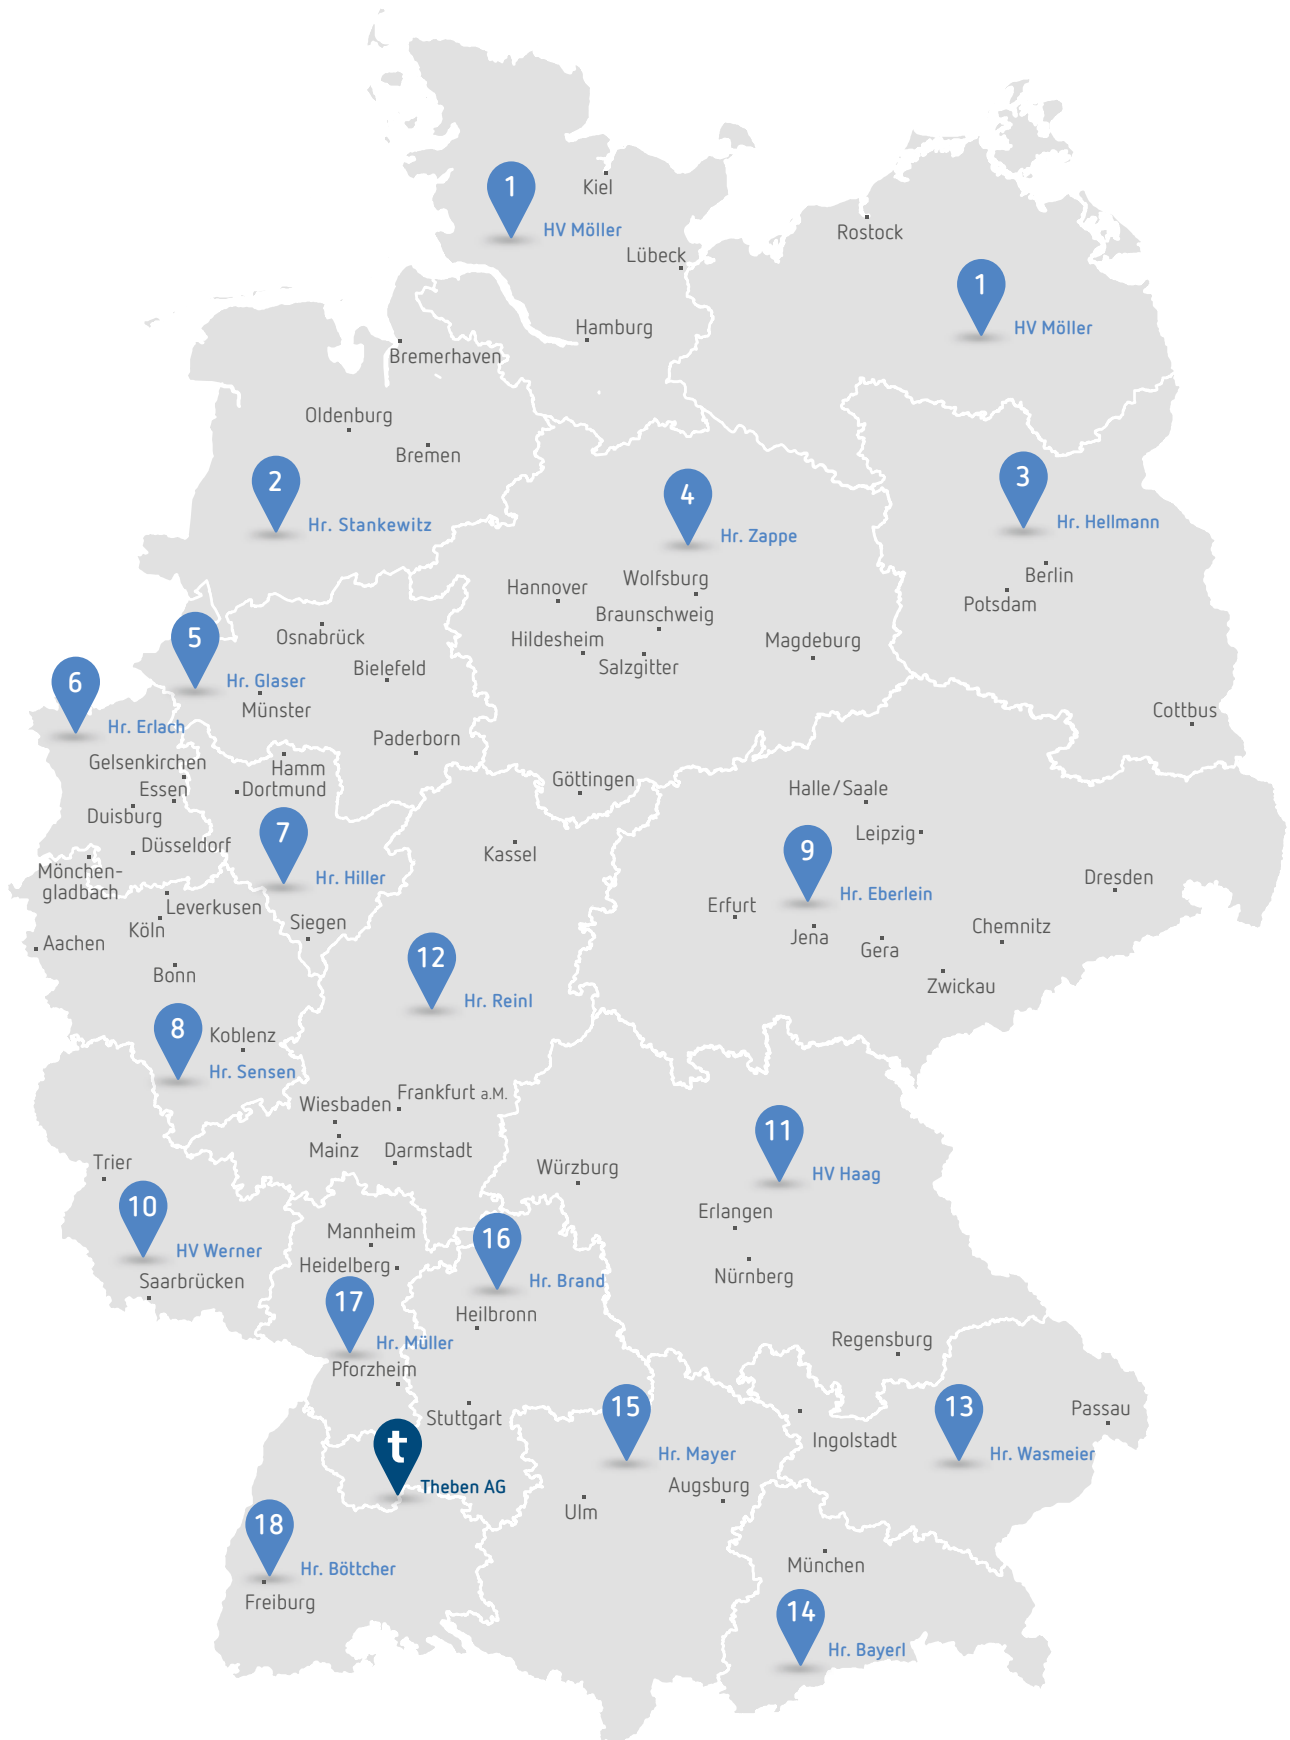 1
Kiel
HV Möller
Rostock
Lübeck
1
HV Möller
Hamburg
Bremerhaven
Oldenburg
Bremen
2
Hr. Stankewitz
4
Hr. Zappe
3
Hr. Hellmann
Berlin
Potsdam
Hannover
Wolfsburg
Braunschweig
Hildesheim
Salzgitter
Magdeburg
Osnabrück
5
Hr. Glaser
Bielefeld
Münster
6
Hr. Erlach
Paderborn
Cottbus
Gelsenkirchen
Hamm
Essen
Dortmund
Duisburg
Göttingen
Halle/Saale
Leipzig
7
Düsseldorf
Kassel
Mönchen-
gladbach
Hr. Hiller
9
Hr. Eberlein
Dresden
Leverkusen
Erfurt
Köln
Siegen
Aachen
Jena
Gera
Chemnitz
Bonn
12
Hr. Reinl
Zwickau
8
Koblenz
Hr. Sensen
Frankfurt a.M.
Wiesbaden
Mainz
Darmstadt
11
HV Haag
Trier
Würzburg
10
HV Werner
Erlangen
Mannheim
16
Heidelberg
Hr. Brand
Nürnberg
Saarbrücken
17
Heilbronn
Hr. Müller
Regensburg
Pforzheim
15
Hr. Mayer
13
Hr. Wasmeier
Passau
Stuttgart
Ingolstadt
t
Theben AG
Augsburg
Ulm
18
Hr. Böttcher
Freiburg
München
14
Hr. Bayerl